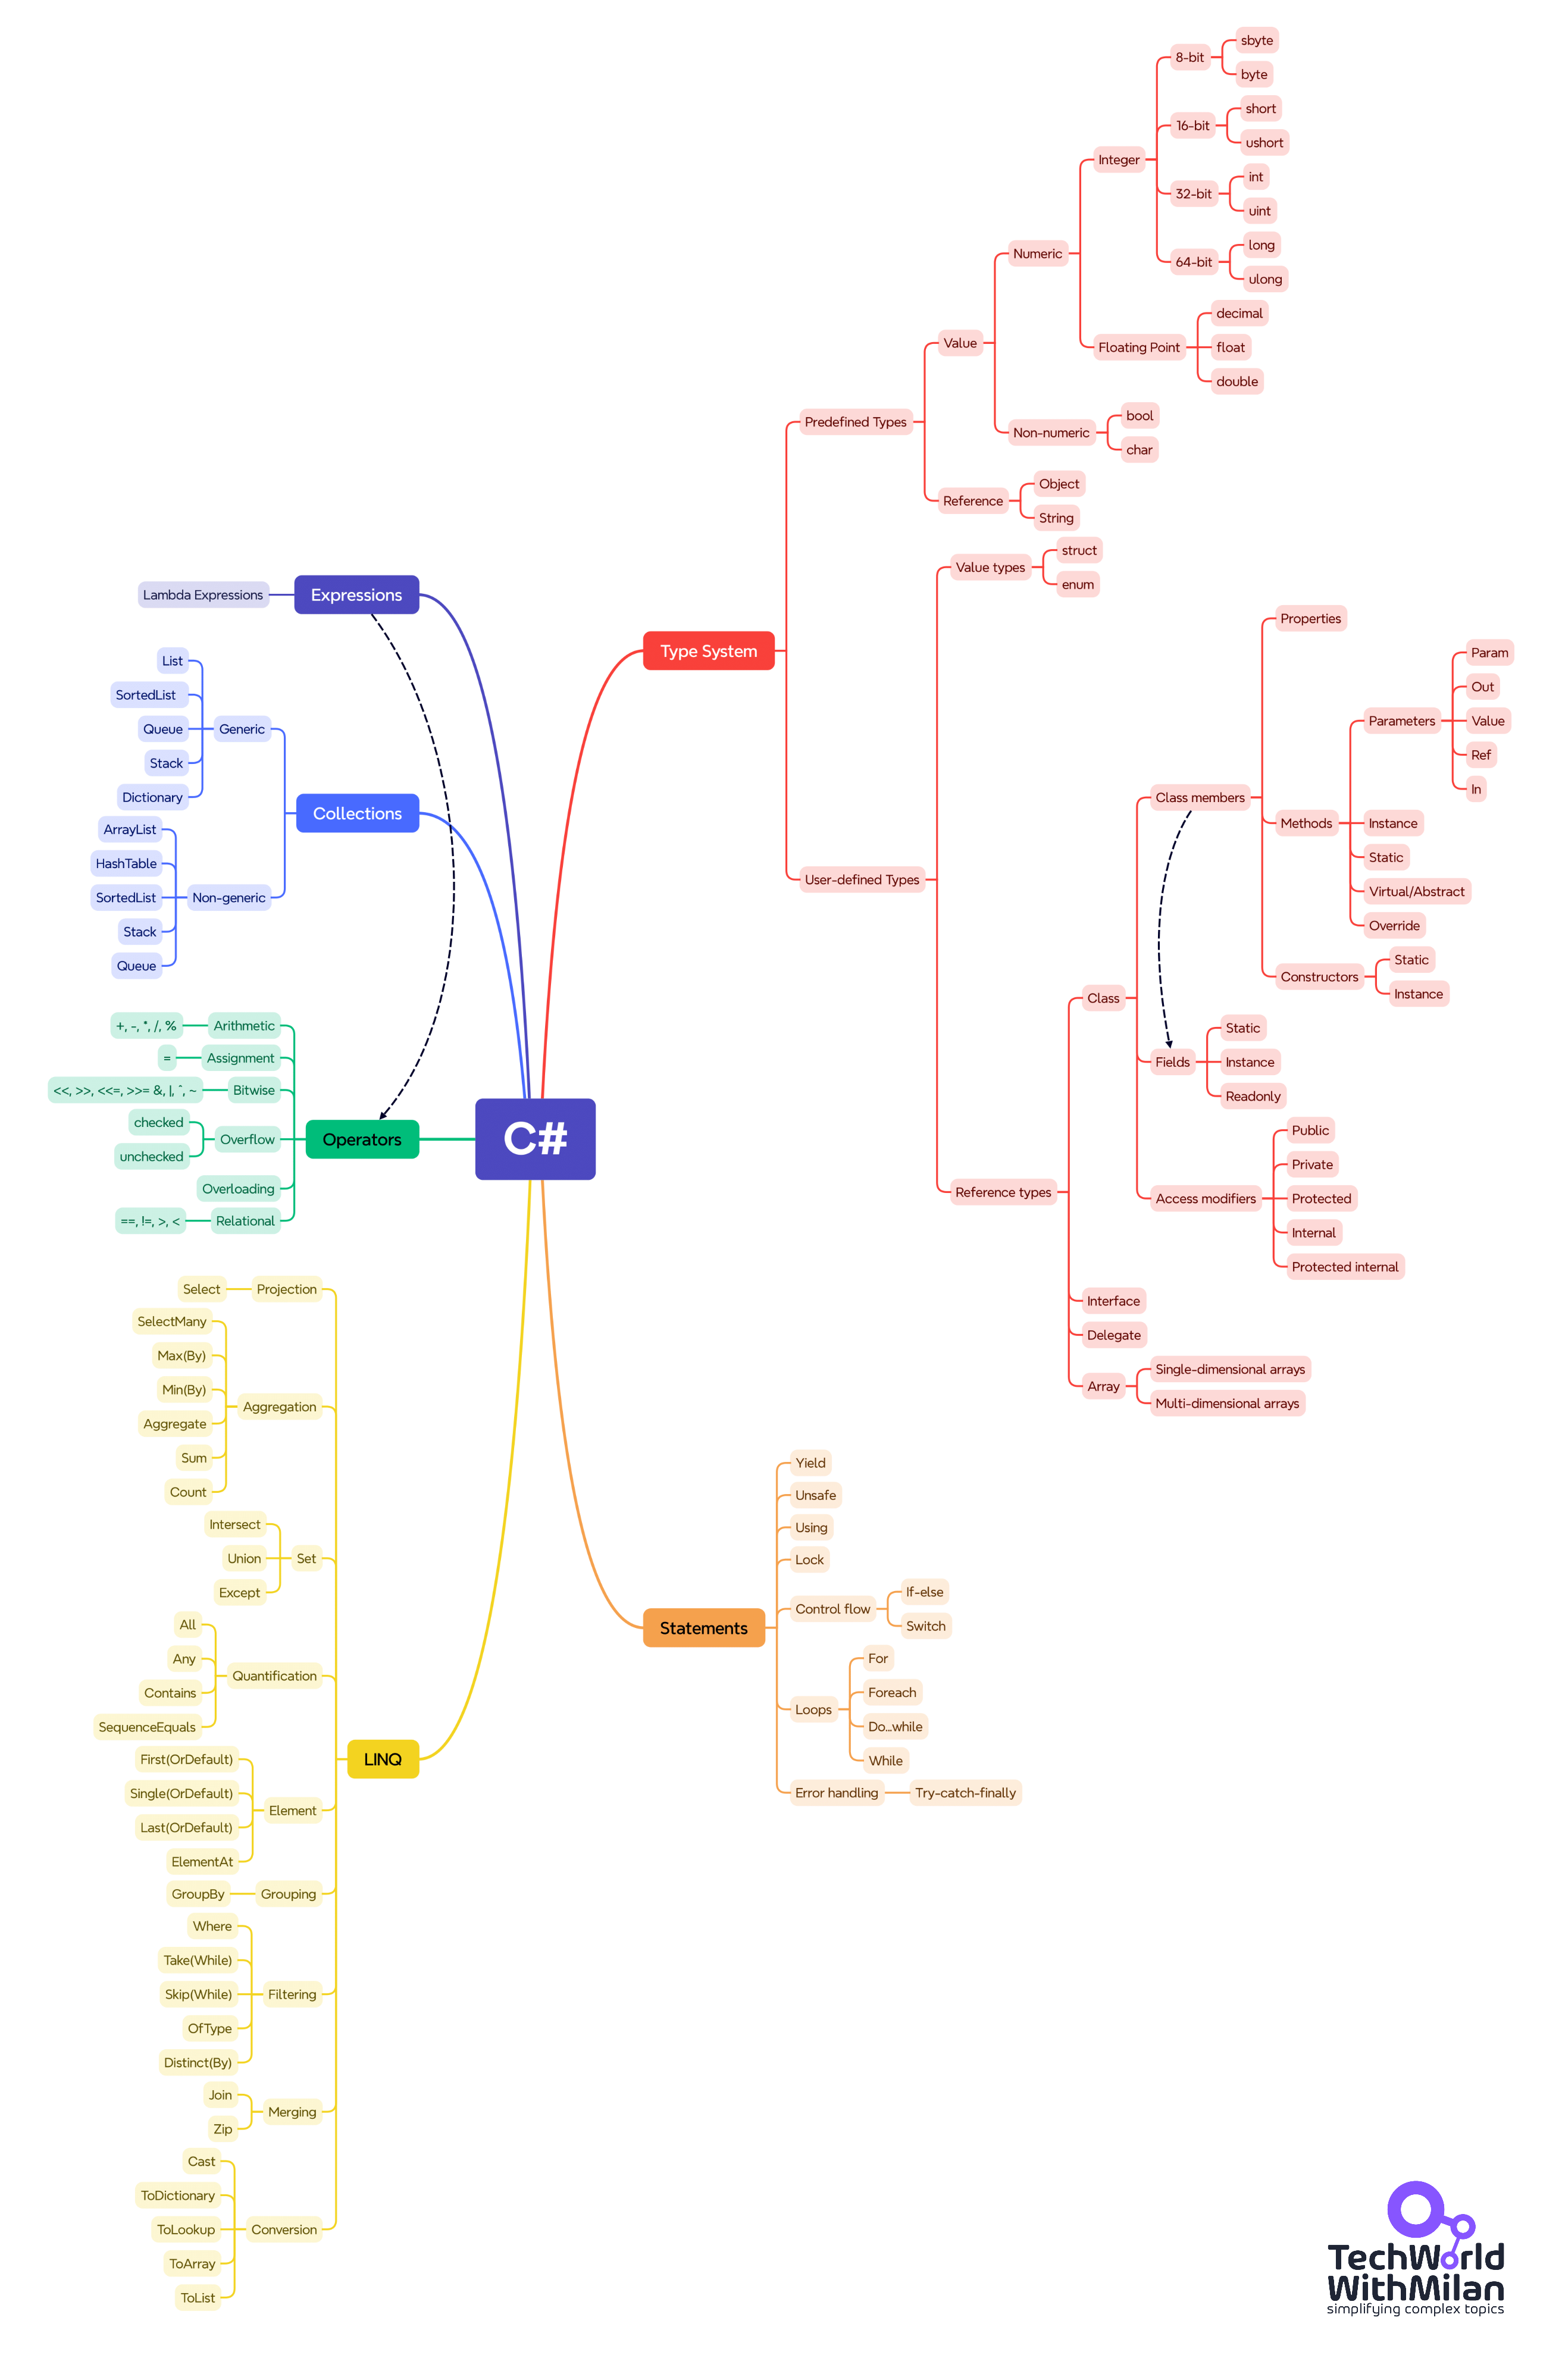 C#
Type System
Predefined Types
Value
Numeric
Integer
8-bit
sbyte
byte
16-bit
short
ushort
32-bit
int
uint
64-bit
long
ulong
Floating Point
decimal
float
double
Non-numeric
bool
char
Reference
Object
String
User-defined Types
Value types
struct
enum
Reference types
Class
Class members
Properties
Methods
Parameters
Param
Out
Value
Ref
In
Instance
Static
Virtual/Abstract
Override
Constructors
Static
Instance
Fields
Static
Instance
Readonly
Access modifiers
Public
Private
Protected
Internal
Protected internal
Interface
Delegate
Array
Single-dimensional arrays
Multi-dimensional arrays
Statements
Yield
Unsafe
Using
Lock
Control flow
If-else
Switch
Loops
For
Foreach
Do...while
While
Error handling
Try-catch-finally
Expressions
Lambda Expressions
Collections
Generic
List
SortedList
Queue
Stack
Dictionary
Non-generic
ArrayList
HashTable
SortedList
Stack
Queue
Operators
Arithmetic
+, -, *, /, %
Assignment
=
Bitwise
<<, >>, <<=, >>= &, |, ^, ~
Overflow
checked
unchecked
Overloading
Relational
==, !=, >, <
LINQ
Projection
Select
Aggregation
SelectMany
Max(By)
Min(By)
Aggregate
Sum
Count
Set
Intersect
Union
Except
Quantification
All
Any
Contains
SequenceEquals
Element
First(OrDefault)
Single(OrDefault)
Last(OrDefault)
ElementAt
Grouping
GroupBy
Filtering
Where
Take(While)
Skip(While)
OfType
Distinct(By)
Merging
Join
Zip
Conversion
Cast
ToDictionary
ToLookup
ToArray
ToList
TechWorld
WithMilan
simplifying complex topics